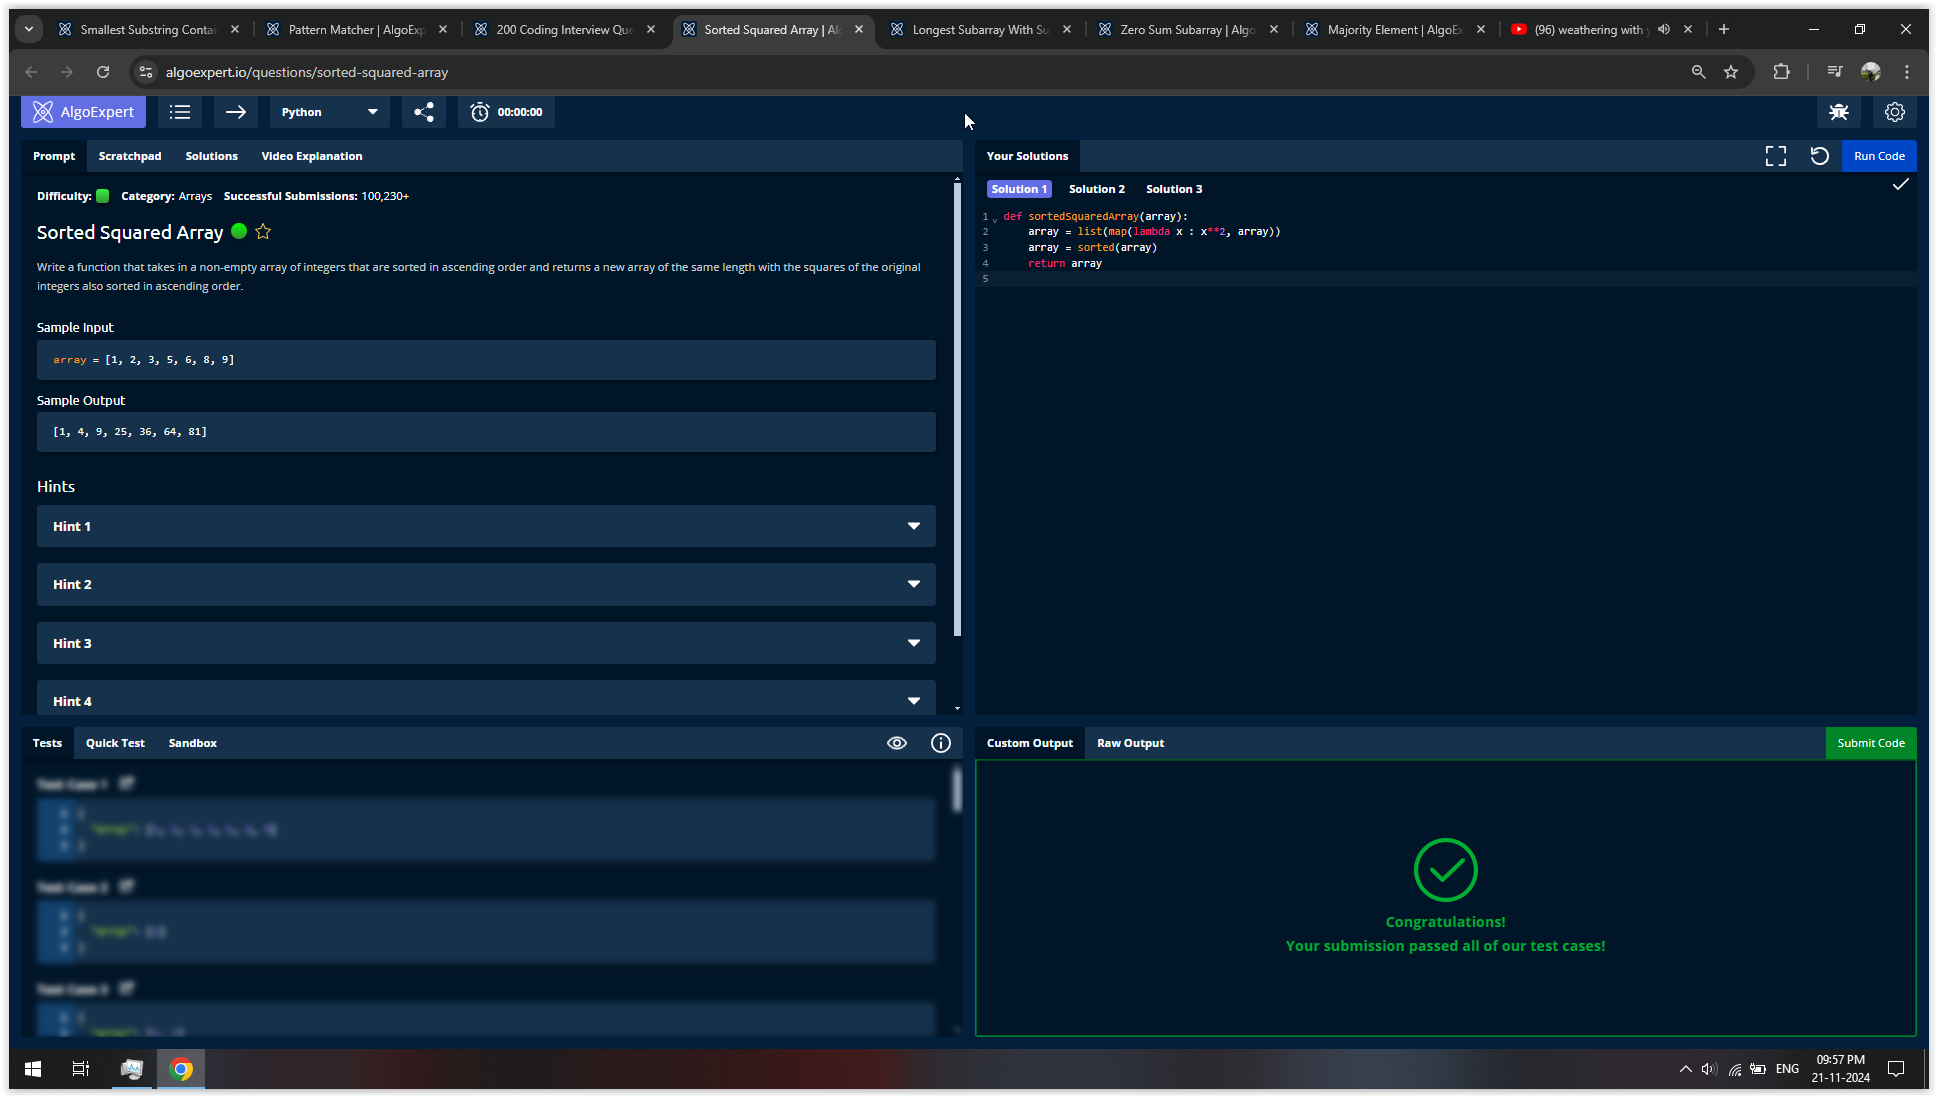 Smallest Substring Contai
Pattern Matcher | AlgoExp
200 Coding Interview Que
Sorted Squared Array | Al
Longest Subarray With Su
Zero Sum Subarray | Algo
Majority Element | AlgoEx
(96) weathering with y
algoexpert.io/questions/sorted-squared-array
AlgoExpert
Python
00:00:00
Prompt
Scratchpad
Solutions
Video Explanation
Difficulty:
Category: Arrays
Successful Submissions: 100,230+
Sorted Squared Array
Write a function that takes in a non-empty array of integers that are sorted in ascending order and returns a new array of the same length with the squares of the original
integers also sorted in ascending order.
Sample Input
array = [1, 2, 3, 5, 6, 8, 9]
Sample Output
[1, 4, 9, 25, 36, 64, 81]
Hints
Hint 1
Hint 2
Hint 3
Hint 4
Your Solutions
Run Code
Solution 1
Solution 2
Solution 3
1 def sortedSquaredArray(array):
2 array = list(map(lambda x : x**2, array))
3 array = sorted(array)
4 return array
5
Tests
Quick Test
Sandbox
Test Case 1
Test Case 2
Test Case 3
Custom Output
Raw Output
Submit Code
Congratulations!
Your submission passed all of our test cases!
ENG
09:57 PM
21-11-2024